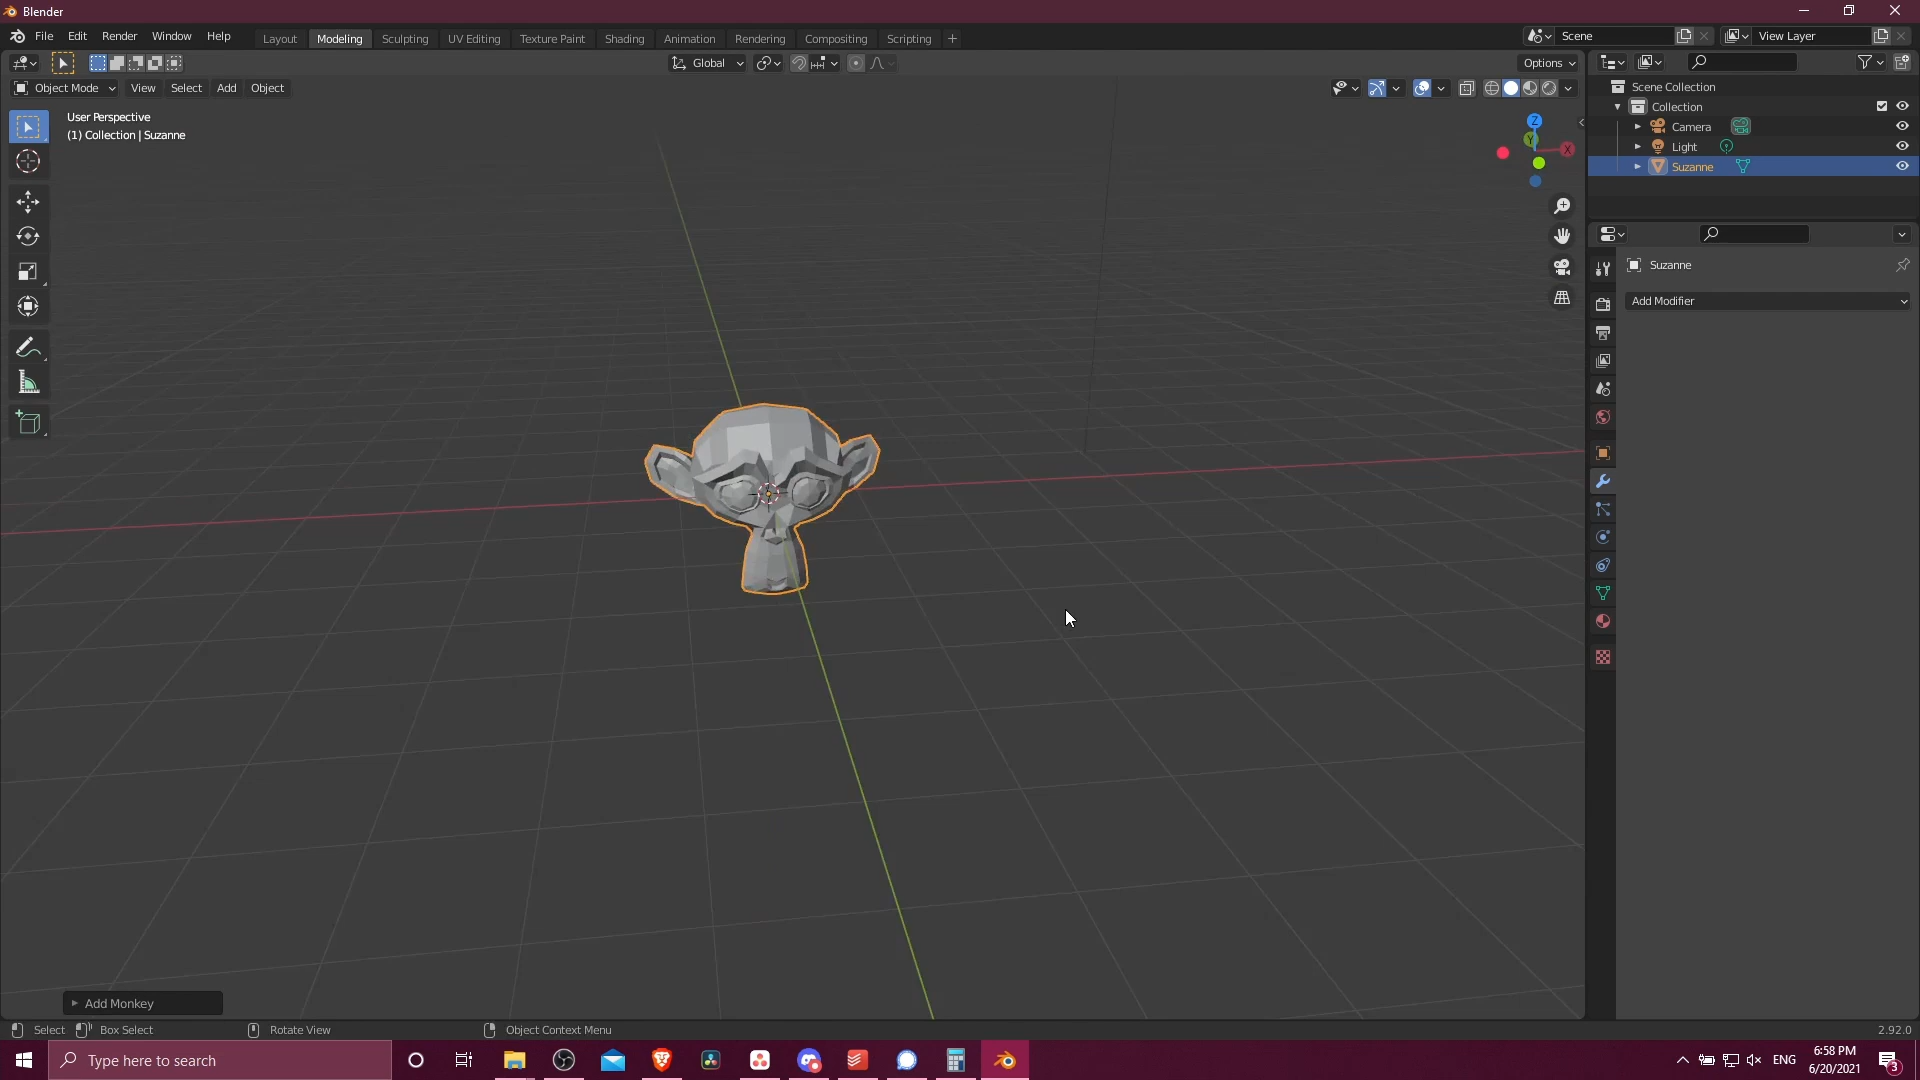 Blender
File Edit Render Window Help
Layout Modeling Sculpting UV Editing Texture Paint Shading Animation Rendering Compositing Scripting +
Scene
View Layer
Global
Options
Object Mode View Select Add Object
User Perspective
(1) Collection | Suzanne
Z
Y
X
Scene Collection
Collection
Camera
Light
Suzanne
Suzanne
Add Modifier
Add Monkey
Select Box Select Rotate View Object Context Menu 2.92.0
Type here to search
ENG
6:58 PM
6/20/2021
3